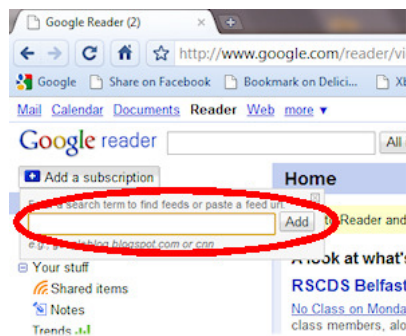 Google Reader (2)
http://www.google.com/reader/vi
Google Share on Facebook Bookmark on Delici...
Mail Calendar Documents Reader Web more
Google reader
All
Add a subscription
Home
a search term to find feeds or paste a feed url.
Add
to Reader and
e.g., googleblog.blogspot.com or cnn
look at what's
Your stuff
RSCDS Belfast
Shared items
Notes
No Class on Monda
Trends
class members, alo